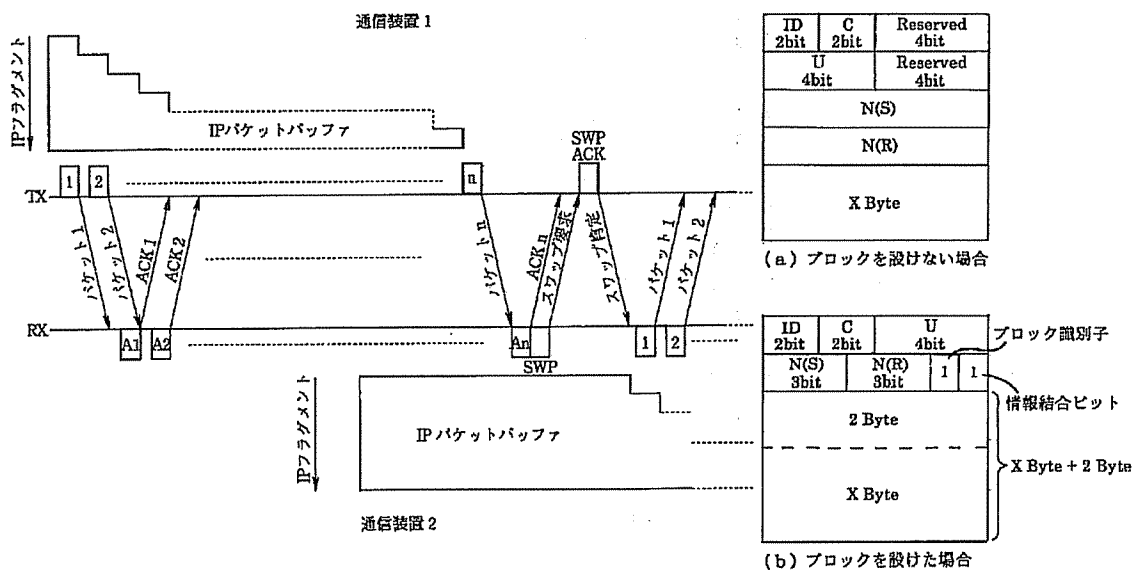 通信装置1
IPフラグメント
IPパケットバッファ
SWP
ACK
1
2
n
TX
パケット1
パケット2
ACK1
ACK2
パケットn
ACKn
スワップ要求
スワップ肯定
パケット1
パケット2
RX
A1
A2
An
SWP
1
2
IPフラグメント
IPパケットバッファ
通信装置2
ID
2bit
C
2bit
Reserved
4bit
U
4bit
Reserved
4bit
N(S)
N(R)
X Byte
(a)ブロックを設けない場合
ID
2bit
C
2bit
U
4bit
ブロック識別子
N(S)
3bit
N(R)
3bit
1
1
情報結合ビット
2 Byte
X Byte
X Byte + 2 Byte
(b)ブロックを設けた場合